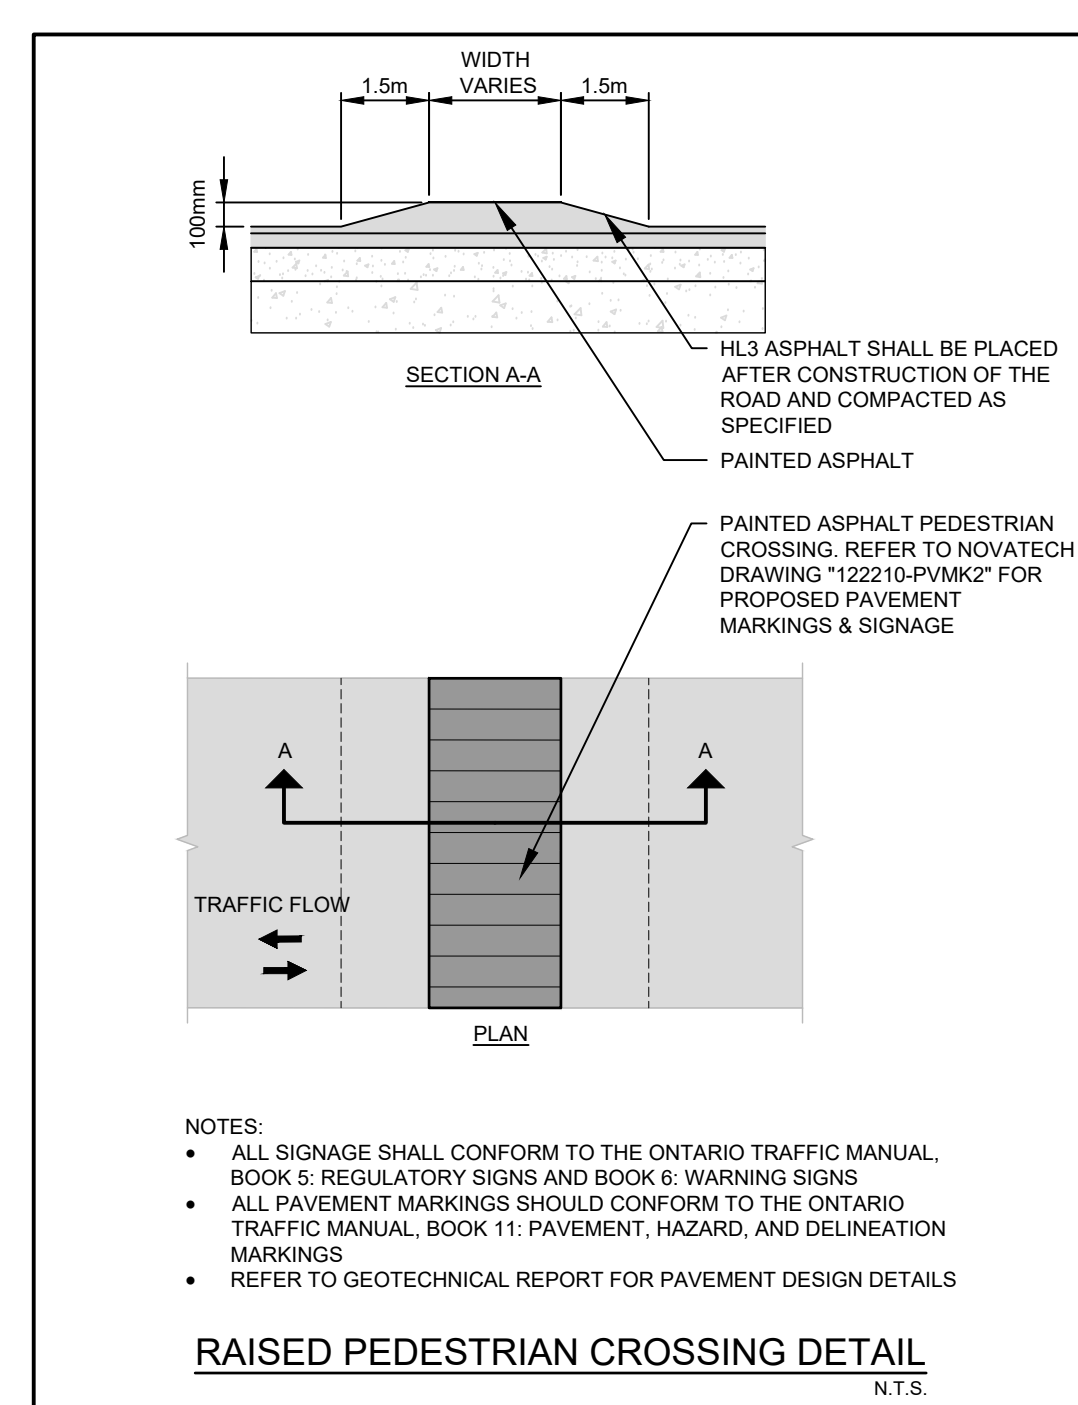 WIDTH
1.5m VARIES 1.5m
100mm
HL3 ASPHALT SHALL BE PLACED
AFTER CONSTRUCTION OF THE
ROAD AND COMPACTED AS
SPECIFIED
SECTION A-A
PAINTED ASPHALT
PAINTED ASPHALT PEDESTRIAN
CROSSING. REFER TO NOVATECH
DRAWING "122210-PVMK2" FOR
PROPOSED PAVEMENT
MARKINGS & SIGNAGE
A A
TRAFFIC FLOW
PLAN
NOTES:
• ALL SIGNAGE SHALL CONFORM TO THE ONTARIO TRAFFIC MANUAL,
BOOK 5: REGULATORY SIGNS AND BOOK 6: WARNING SIGNS
• ALL PAVEMENT MARKINGS SHOULD CONFORM TO THE ONTARIO
TRAFFIC MANUAL, BOOK 11: PAVEMENT, HAZARD, AND DELINEATION
MARKINGS
• REFER TO GEOTECHNICAL REPORT FOR PAVEMENT DESIGN DETAILS
RAISED PEDESTRIAN CROSSING DETAIL
N.T.S.